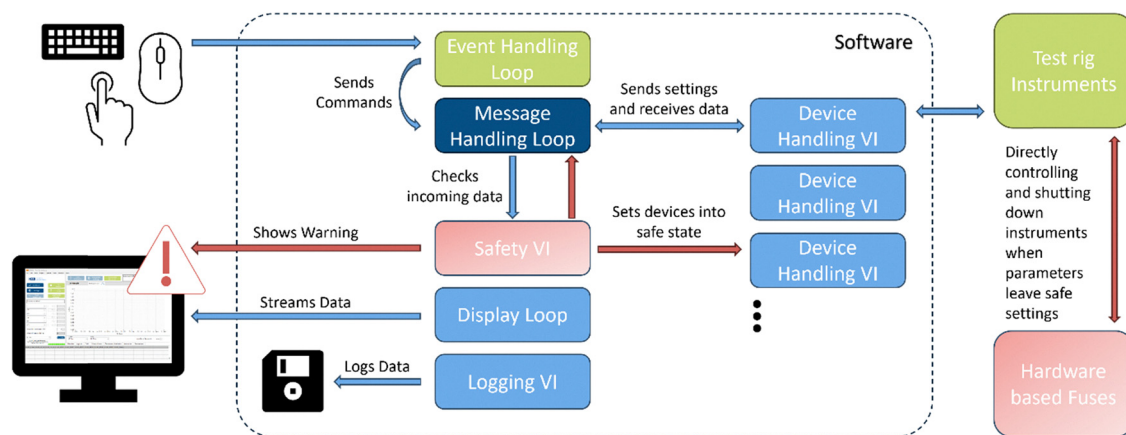 Software
Event Handling
Loop
Sends
Commands
Message
Handling Loop
Sends settings
and receives data
Device
Handling VI
Test rig
Instruments
Checks
incoming data
Device
Handling VI
Directly
controlling
and shutting
down
instruments
when
parameters
leave safe
settings
Shows Warning
Safety VI
Sets devices into
safe state
Device
Handling VI
Streams Data
Display Loop
Logs Data
Logging VI
Hardware
based Fuses